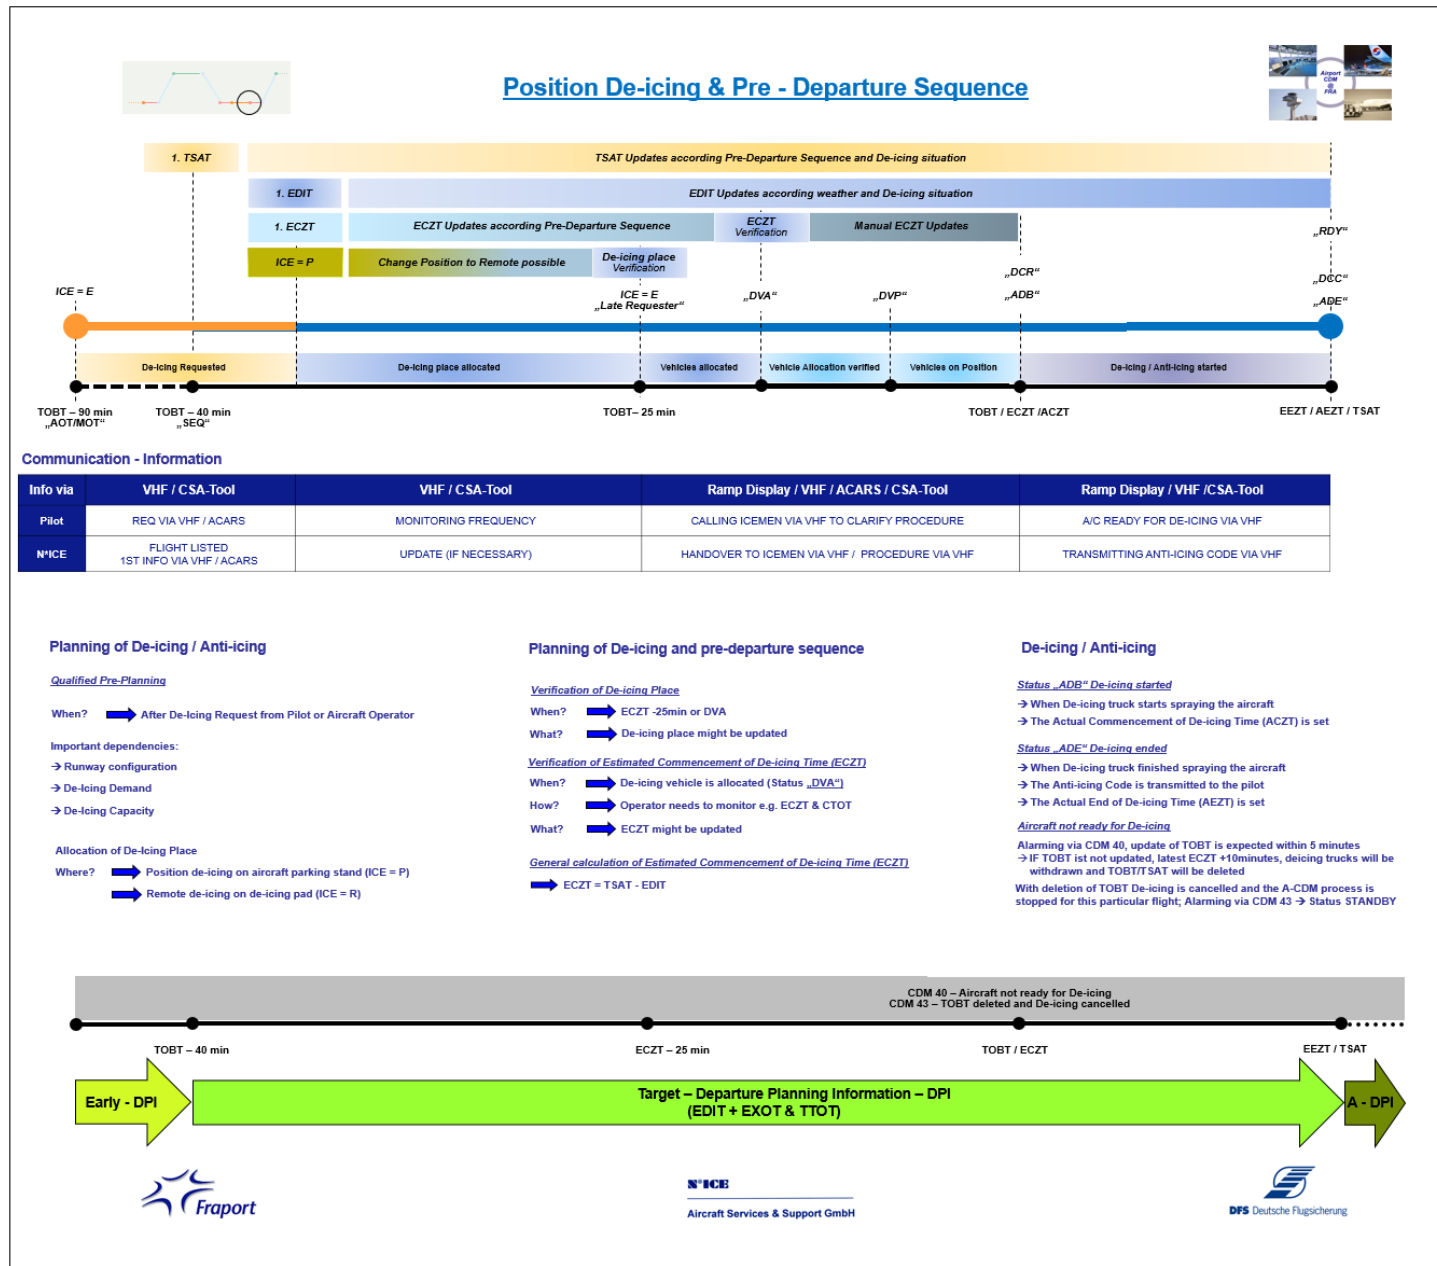 Position De-icing & Pre - Departure Sequence
Airport
CDM
@
FRA
1. TSAT
TSAT Updates according Pre-Departure Sequence and De-icing situation
1. EDIT
EDIT Updates according weather and De-icing situation
1. ECZT
ECZT Updates according Pre-Departure Sequence
ECZT
Verification
Manual ECZT Updates
„RDY“
ICE = P
Change Position to Remote possible
De-icing place
Verification
„DCR“
„DCC“
ICE = E
ICE = E
„Late Requester“
„DVA“
„DVP“
„ADB“
„ADE“
De-icing Requested
De-icing place allocated
Vehicles allocated
Vehicle Allocation verified
Vehicles on Position
De-icing / Anti-icing started
TOBT – 90 min
„AOT/MOT“
TOBT – 40 min
„SEQ“
TOBT– 25 min
TOBT / ECZT /ACZT
EEZT / AEZT / TSAT
Communication - Information
Info via
VHF / CSA-Tool
VHF / CSA-Tool
Ramp Display / VHF / ACARS / CSA-Tool
Ramp Display / VHF /CSA-Tool
Pilot
REQ VIA VHF / ACARS
MONITORING FREQUENCY
CALLING ICEMEN VIA VHF TO CLARIFY PROCEDURE
A/C READY FOR DE-ICING VIA VHF
N*ICE
FLIGHT LISTED
1ST INFO VIA VHF / ACARS
UPDATE (IF NECESSARY)
HANDOVER TO ICEMEN VIA VHF / PROCEDURE VIA VHF
TRANSMITTING ANTI-ICING CODE VIA VHF
Planning of De-icing / Anti-icing
Qualified Pre-Planning
When? After De-Icing Request from Pilot or Aircraft Operator
Important dependencies:
→ Runway configuration
→ De-Icing Demand
→ De-Icing Capacity
Allocation of De-Icing Place
Where? Position de-icing on aircraft parking stand (ICE = P)
Remote de-icing on de-icing pad (ICE = R)
Planning of De-icing and pre-departure sequence
Verification of De-icing Place
When? ECZT -25min or DVA
What? De-icing place might be updated
Verification of Estimated Commencement of De-icing Time (ECZT)
When? De-icing vehicle is allocated (Status „DVA“)
How? Operator needs to monitor e.g. ECZT & CTOT
What? ECZT might be updated
General calculation of Estimated Commencement of De-icing Time (ECZT)
ECZT = TSAT - EDIT
De-icing / Anti-icing
Status „ADB“ De-icing started
→ When De-icing truck starts spraying the aircraft
→ The Actual Commencement of De-icing Time (ACZT) is set
Status „ADE“ De-icing ended
→ When De-icing truck finished spraying the aircraft
→ The Anti-icing Code is transmitted to the pilot
→ The Actual End of De-icing Time (AEZT) is set
Aircraft not ready for De-icing
Alarming via CDM 40, update of TOBT is expected within 5 minutes
→ IF TOBT ist not updated, latest ECZT +10minutes, deicing trucks will be
withdrawn and TOBT/TSAT will be deleted
With deletion of TOBT De-icing is cancelled and the A-CDM process is
stopped for this particular flight; Alarming via CDM 43 → Status STANDBY
CDM 40 – Aircraft not ready for De-icing
CDM 43 – TOBT deleted and De-icing cancelled
TOBT – 40 min
ECZT – 25 min
TOBT / ECZT
EEZT / TSAT
Early - DPI
Target – Departure Planning Information – DPI
(EDIT + EXOT & TTOT)
A - DPI
Fraport
N*ICE
Aircraft Services & Support GmbH
DFS Deutsche Flugsicherung